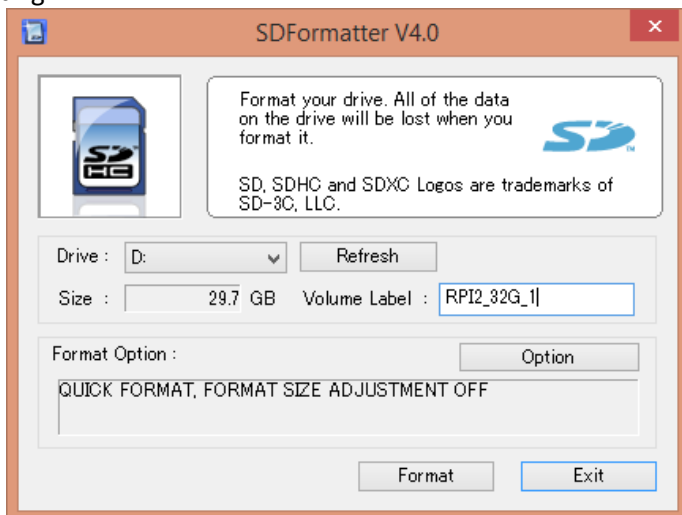 SDFormatter V4.0
Format your drive. All of the data
on the drive will be lost when you
format it.
SD, SDHC and SDXC Logos are trademarks of
SD-3C, LLC.
SD
HC
SD
TM
Drive : D: Refresh
Size : 29.7 GB Volume Label : RPI2_32G_1
Format Option : Option
QUICK FORMAT, FORMAT SIZE ADJUSTMENT OFF
Format Exit